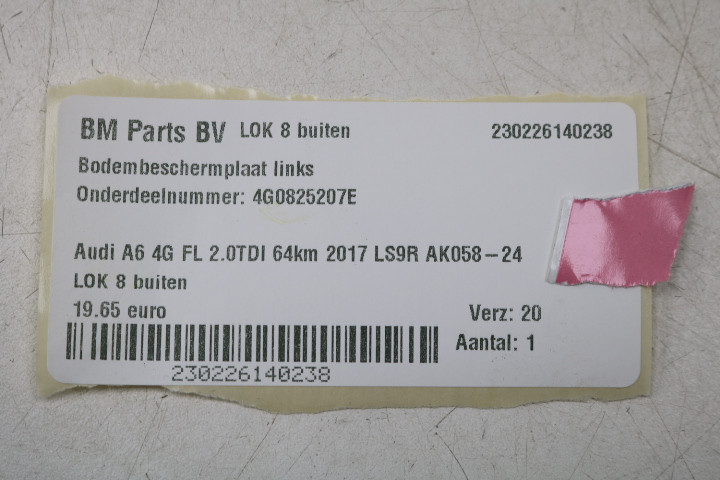 BM Parts BV LOK 8 buiten 230226140238
Bodembeschermplaat links
Onderdeelnummer: 4G0825207E
Audi A6 4G FL 2.0TDI 64km 2017 LS9R AK058-24
LOK 8 buiten
19.65 euro Verz: 20
Aantal: 1
230226140238